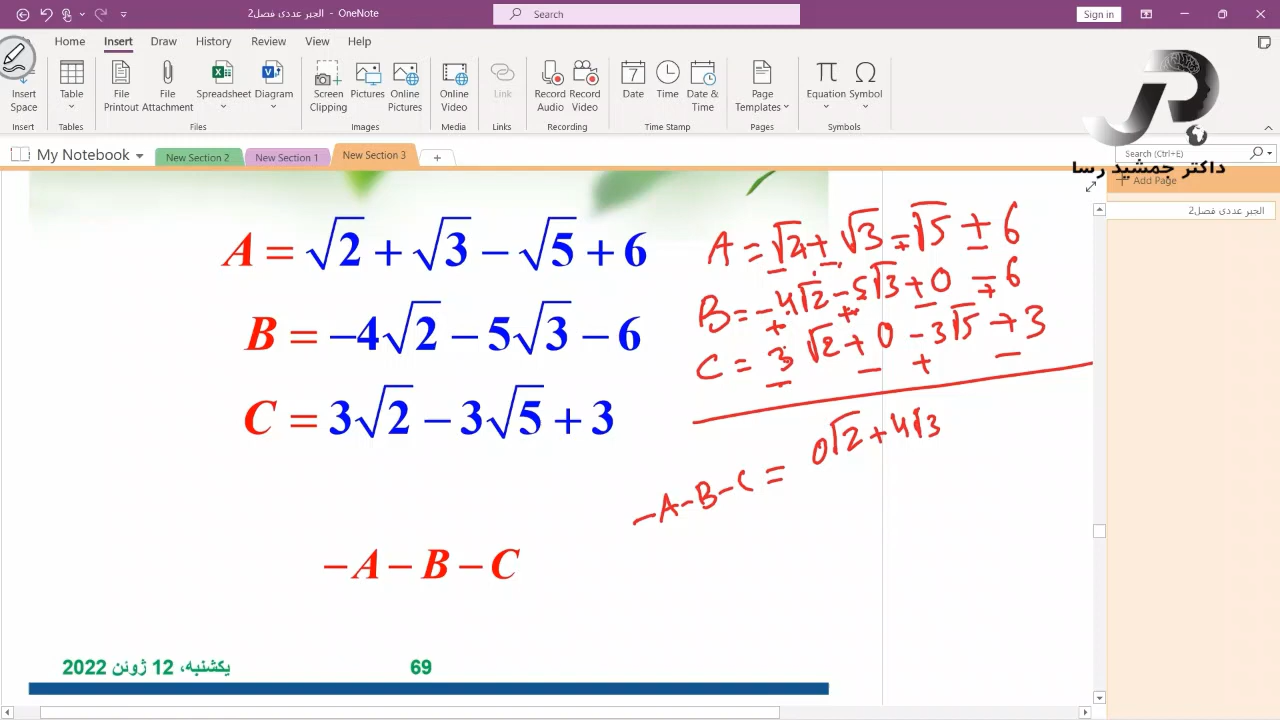 الجبر عددی فصل2 - OneNote
Search
Sign in
Home Insert Draw History Review View Help
Insert Space
Table
File Printout
File Attachment
Spreadsheet
Diagram
Screen Clipping
Pictures
Online Pictures
Online Video
Link
Record Audio
Record Video
Date
Time
Date & Time
Page Templates
Equation
Symbol
Insert Tables Files Images Media Links Recording Time Stamp Pages Symbols
My Notebook
New Section 2
New Section 1
New Section 3
Search (Ctrl+E)
داکتر جمشید رسا
Add Page
الجبر عددی فصل2
A = √2 + √3 − √5 + 6
B = −4√2 − 5√3 − 6
C = 3√2 − 3√5 + 3
−A − B − C
A = √2 + √3 − √5 + 6
B = −4√2 − 5√3 + 0 − 6
C = 3√2 + 0 − 3√5 + 3
−A−B−C = 0√2 + 4√3
یکشنبه، 12 ژوئن 2022
69